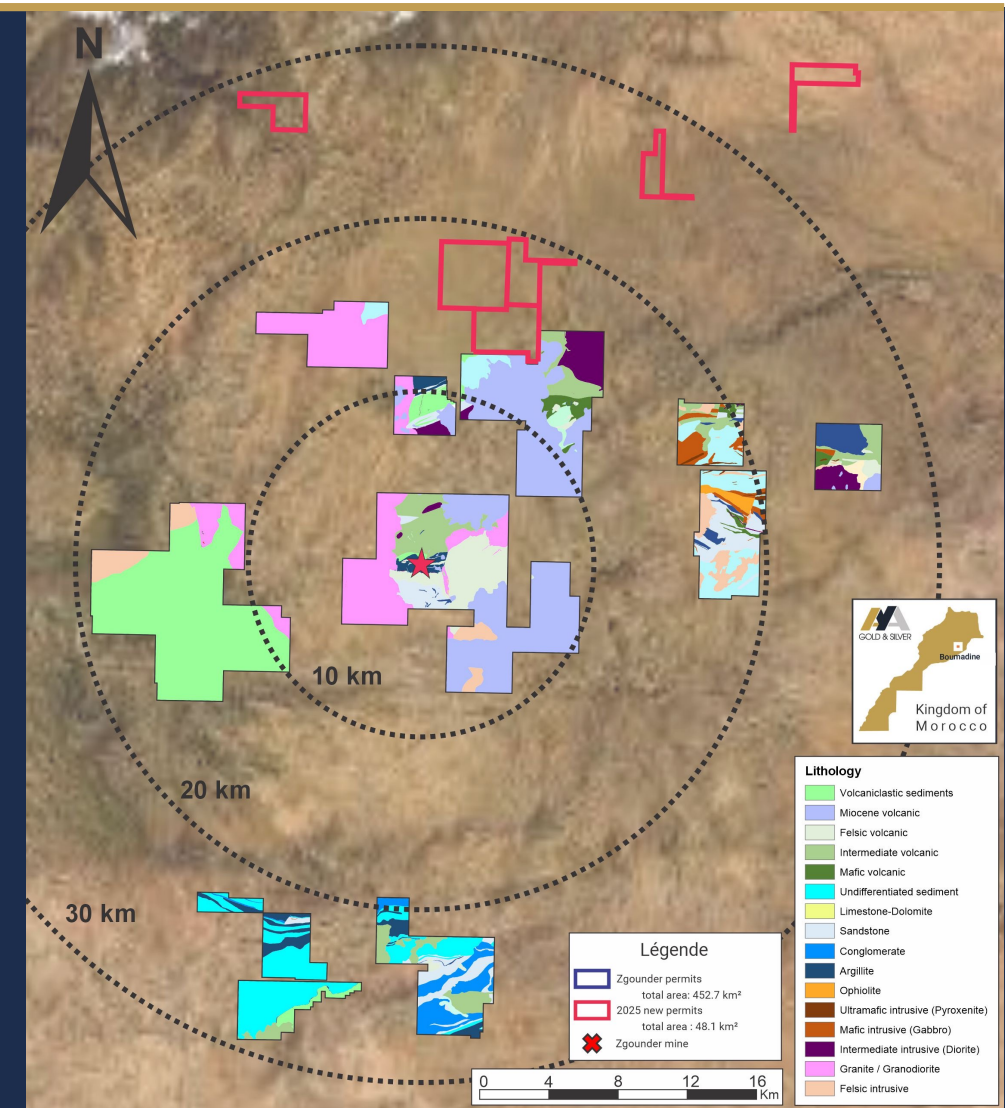 N
10 km
20 km
30 km
GOLD & SILVER
Boumadine
Kingdom of
Morocco
Lithology
Volcaniclastic sediments
Miocene volcanic
Felsic volcanic
Intermediate volcanic
Mafic volcanic
Undifferentiated sediment
Limestone-Dolomite
Sandstone
Conglomerate
Argillite
Ophiolite
Ultramafic intrusive (Pyroxenite)
Mafic intrusive (Gabbro)
Intermediate intrusive (Diorite)
Granite / Granodiorite
Felsic intrusive
Légende
Zgounder permits
total area: 452.7 km²
2025 new permits
total area : 48.1 km²
Zgounder mine
0 4 8 12 16
Km